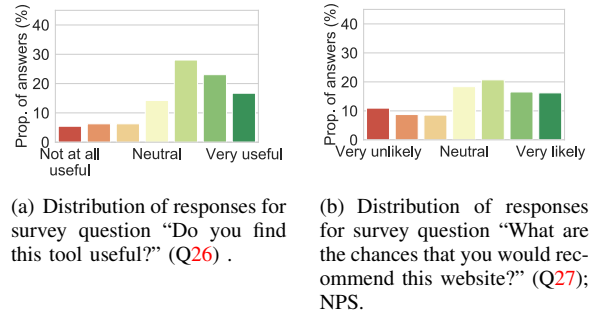 Prop. of answers (%)
40
30
20
10
0
Not at all
useful
Neutral
Very useful
(a) Distribution of responses for
survey question “Do you find
this tool useful?” (Q26) .
Prop. of answers (%)
40
30
20
10
0
Very unlikely
Neutral
Very likely
(b) Distribution of responses
for survey question “What are
the chances that you would rec-
ommend this website?” (Q27);
NPS.